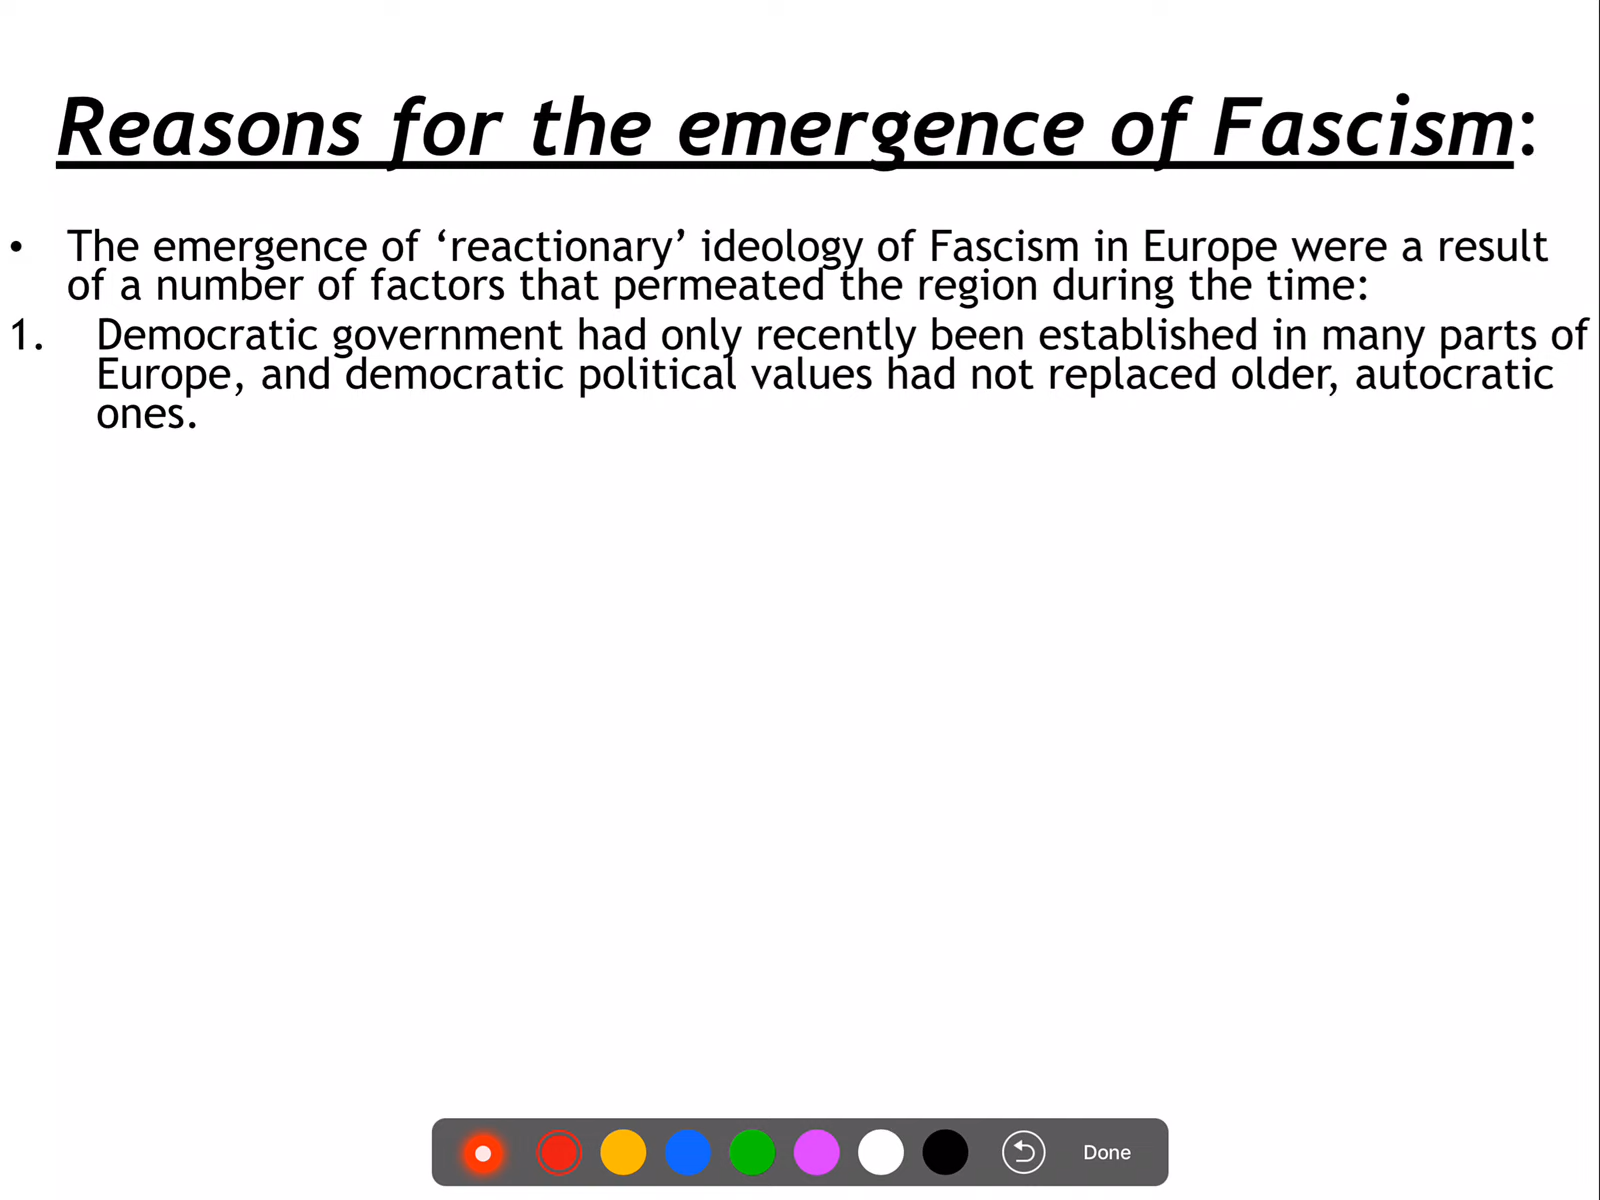 Reasons for the emergence of Fascism:
• The emergence of ‘reactionary’ ideology of Fascism in Europe were a result
of a number of factors that permeated the region during the time:
1. Democratic government had only recently been established in many parts of
Europe, and democratic political values had not replaced older, autocratic
ones.
Done